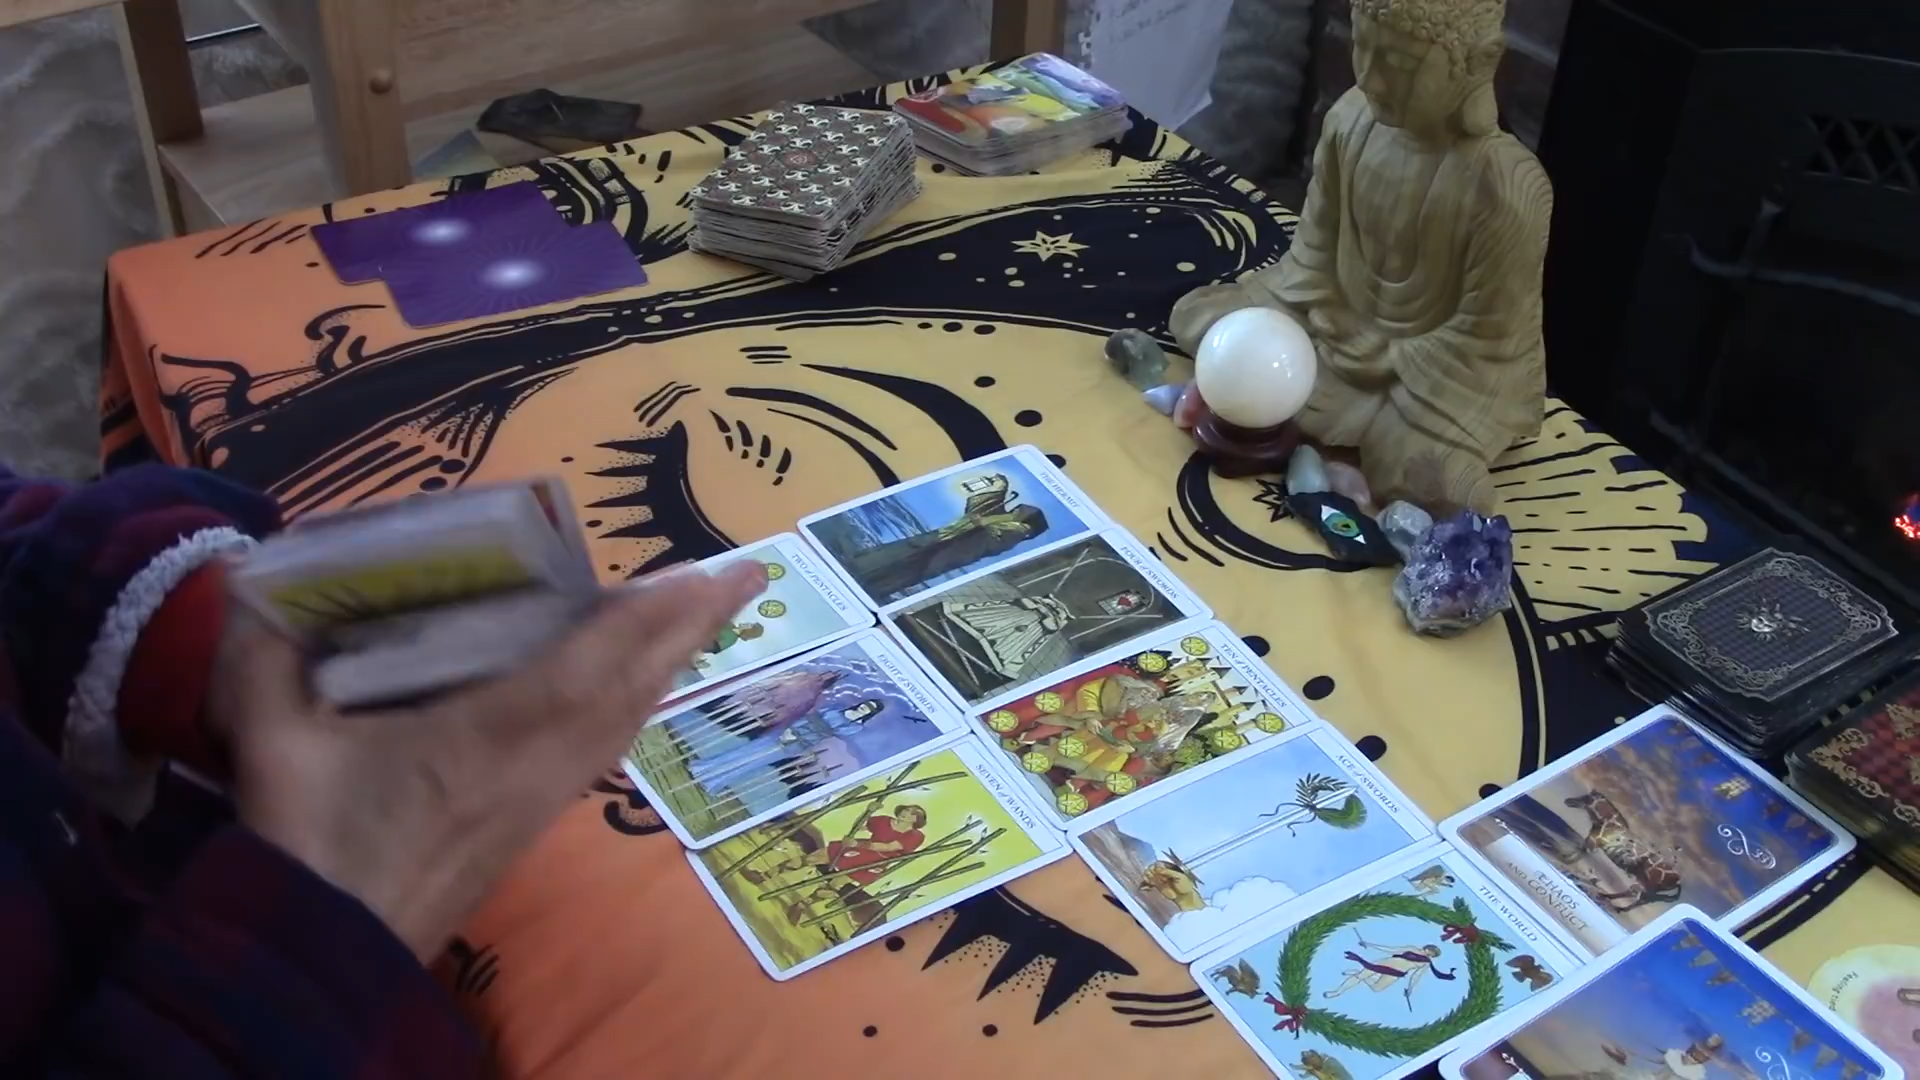 THE HERMIT
FOUR of SWORDS
TWO of PENTACLES
TEN of PENTACLES
EIGHT of SWORDS
ACE of SWORDS
SEVEN of WANDS
THE WORLD
33
CHAOS
AND CONFLICT